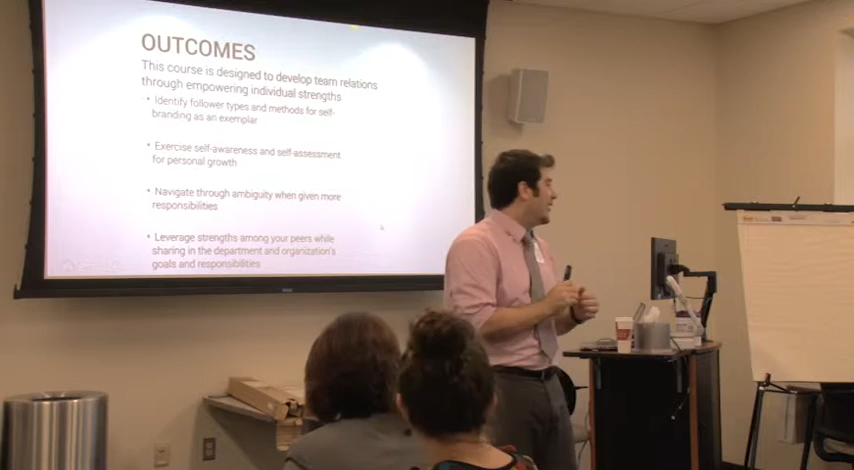 OUTCOMES
This course is designed to develop team relations
through empowering individual strengths
• Identify follower types and methods for self-
branding as an exemplar
• Exercise self-awareness and self-assessment
for personal growth
• Navigate through ambiguity when given more
responsibilities
• Leverage strengths among your peers while
sharing in the department and organization's
goals and responsibilities